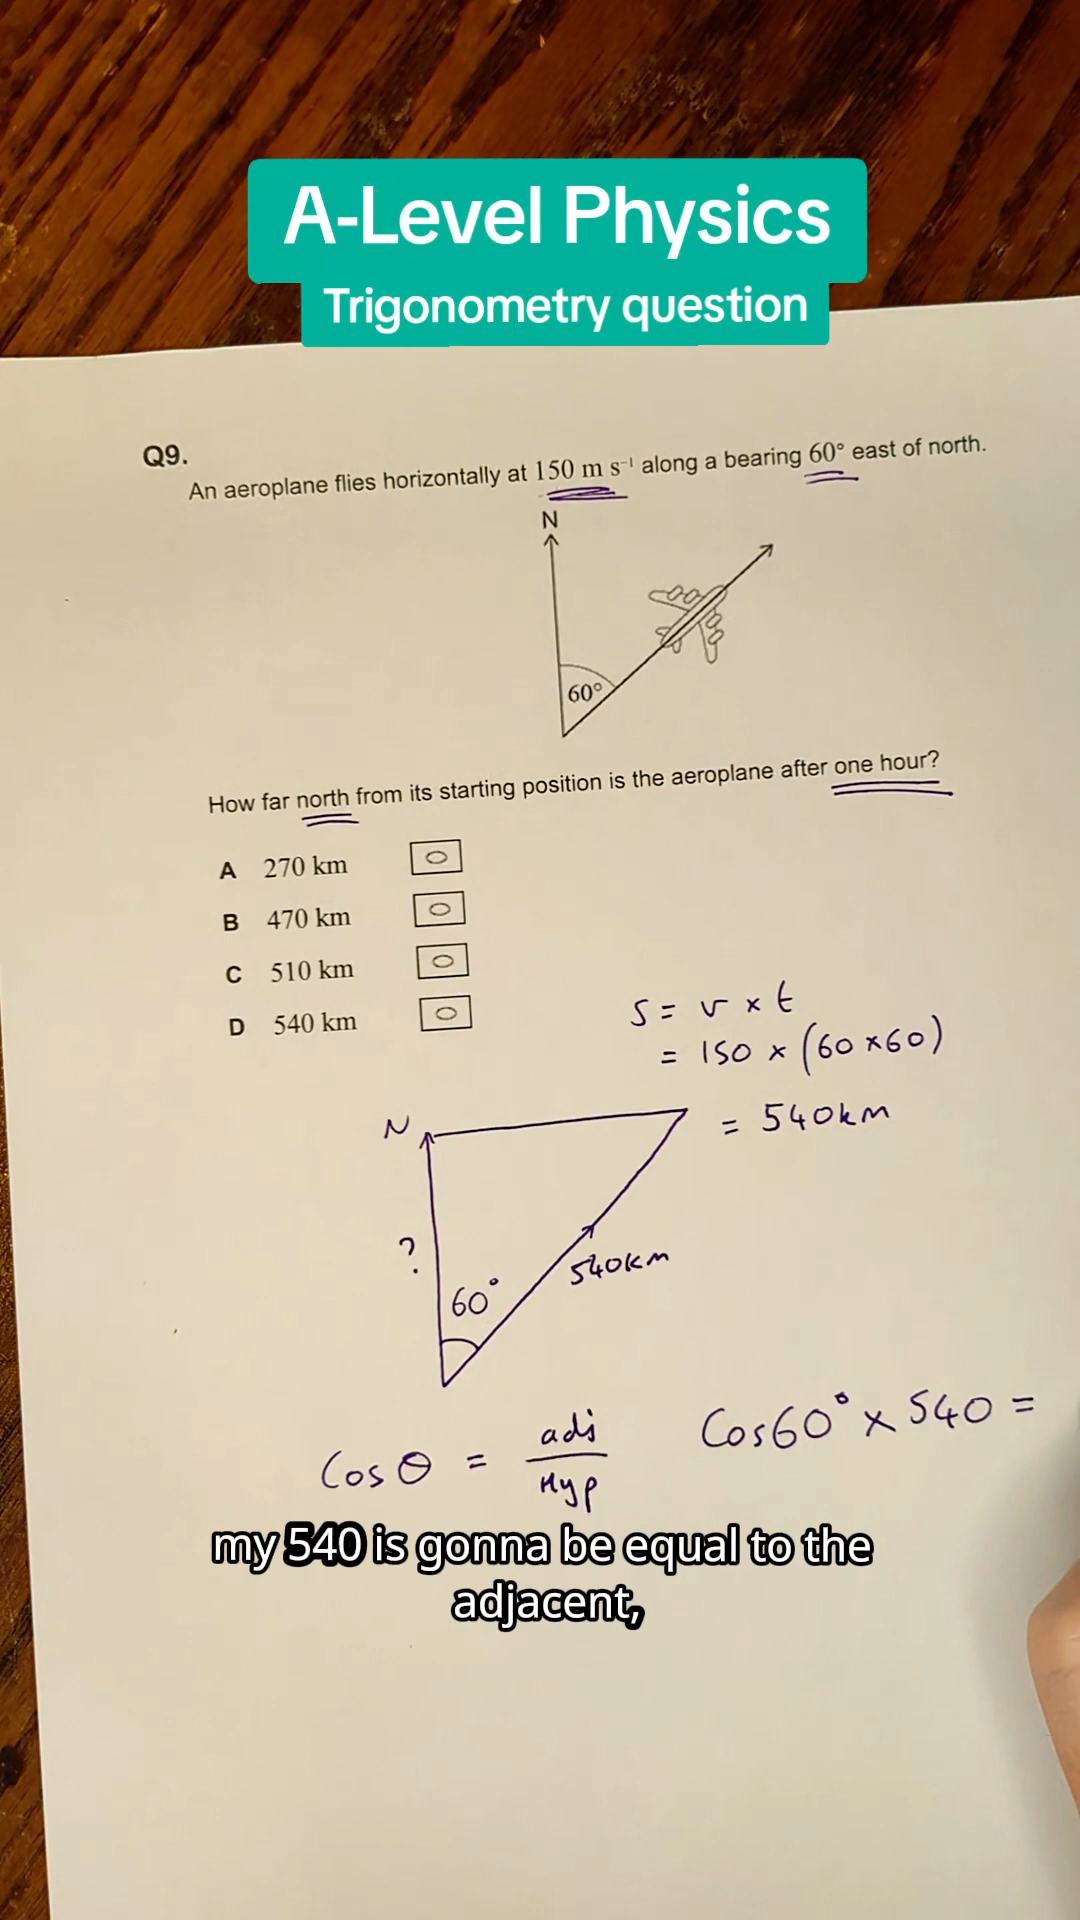 A-Level Physics
Trigonometry question
Q9.
An aeroplane flies horizontally at 150 m s⁻¹ along a bearing 60° east of north.
N
60°
How far north from its starting position is the aeroplane after one hour?
A 270 km
B 470 km
C 510 km
D 540 km
s = v × t
= 150 × (60 × 60)
= 540km
N
?
60°
540km
Cos θ = adj / Hyp
Cos60° × 540 =
my 540 is gonna be equal to the
adjacent,